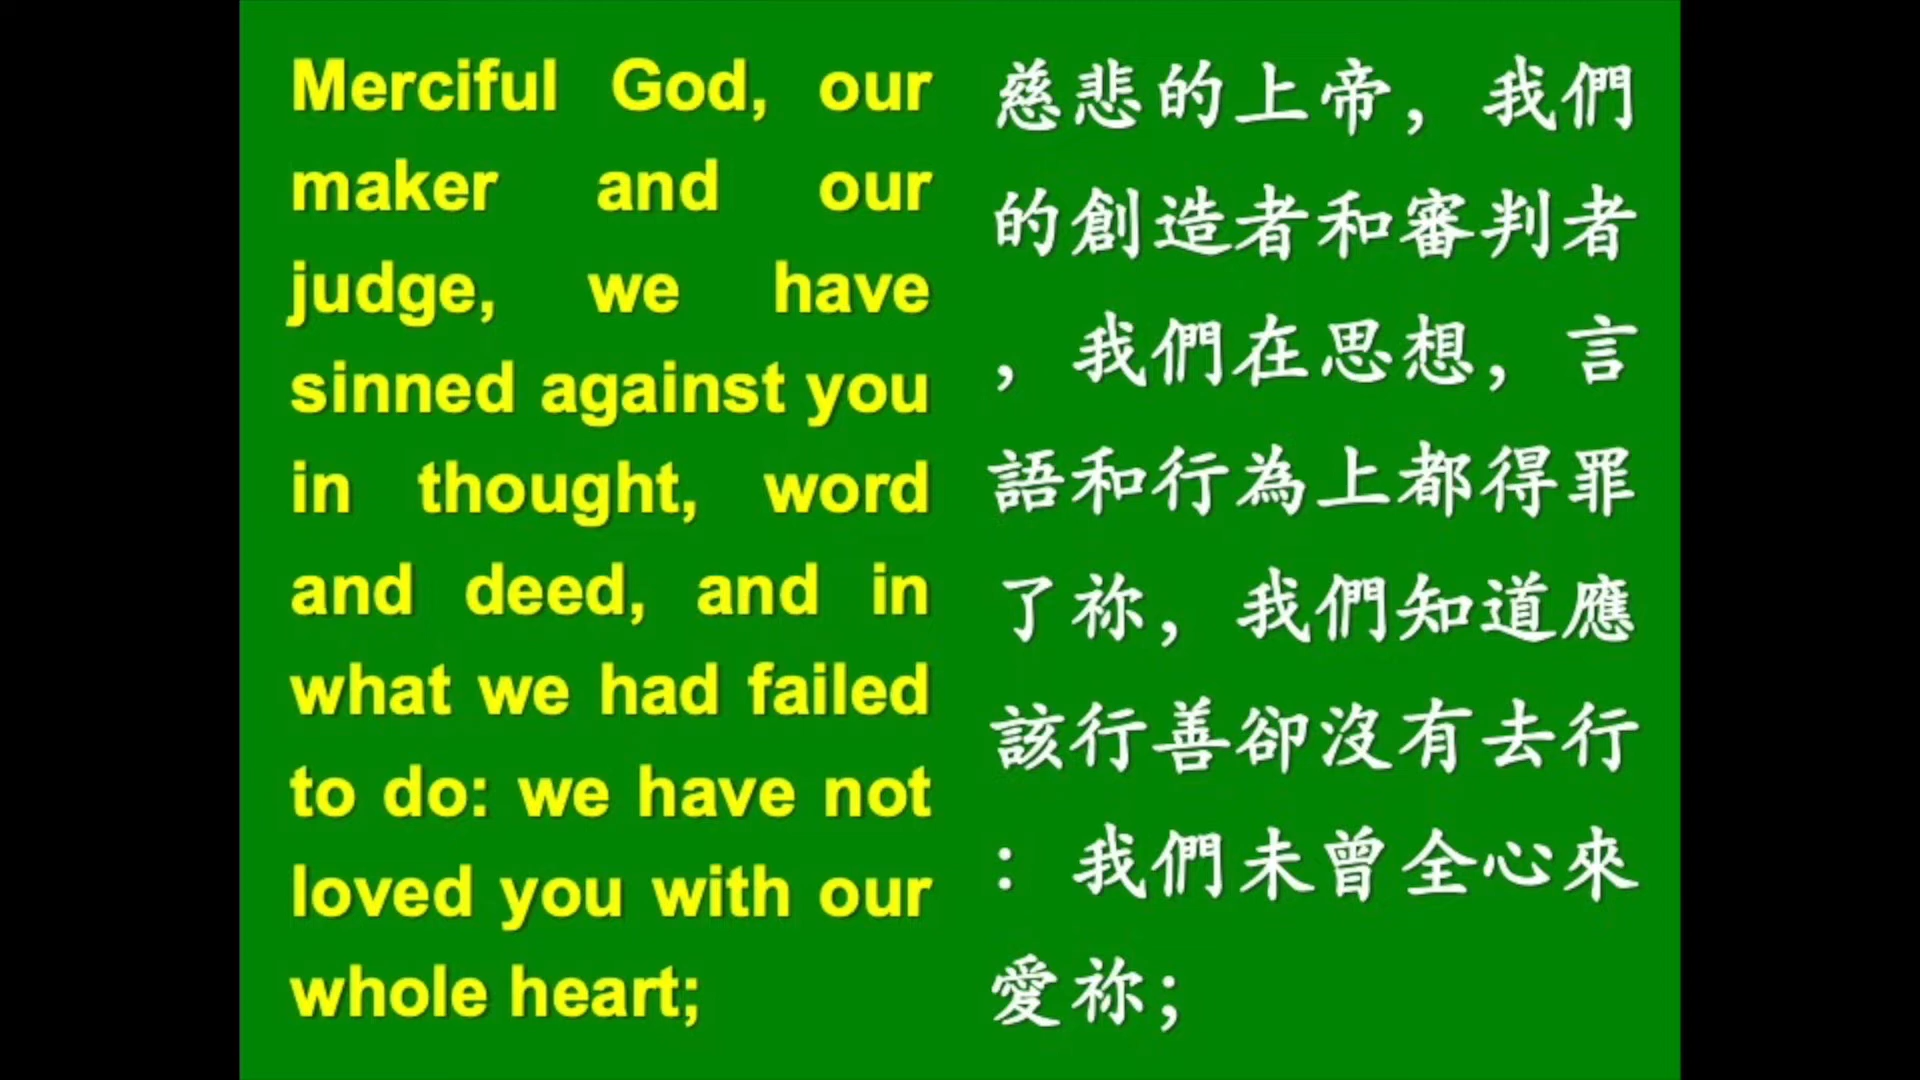 Merciful God, our
maker and our
judge, we have
sinned against you
in thought, word
and deed, and in
what we had failed
to do: we have not
loved you with our
whole heart;
慈悲的上帝，我們
的創造者和審判者
，我們在思想，言
語和行為上都得罪
了祢，我們知道應
該行善卻沒有去行
：我們未曾全心來
愛祢；